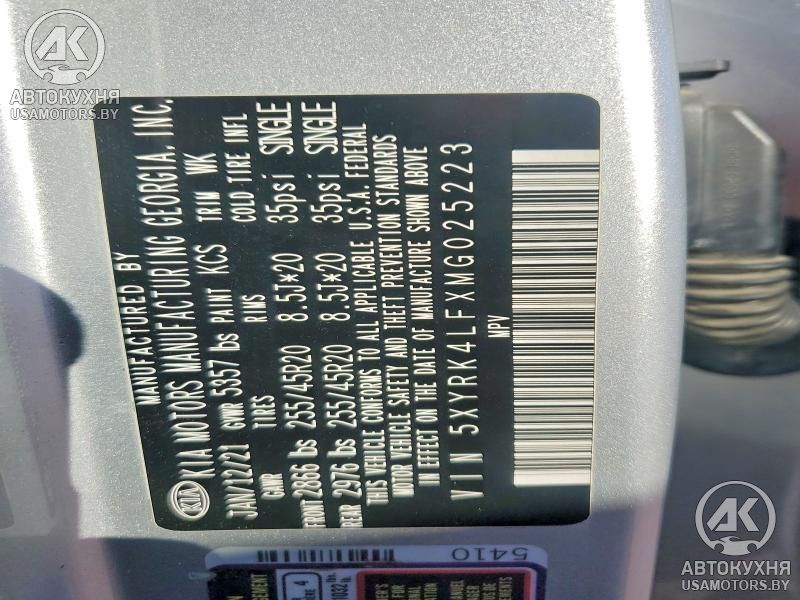 АВТОКУХНЯ
USAMOTORS.BY
MANUFACTURED BY
KIA KIA MOTORS MANUFACTURING GEORGIA, INC.
JAN/12/21 GVWR 5357 lbs PAINT KCS TRIM WK
GAWR TIRES RIMS COLD TIRE INFL
FRONT 2866 lbs 255/45R20 8.5J*20 35psi SINGLE
REAR 2976 lbs 255/45R20 8.5J*20 35psi SINGLE
THIS VEHICLE CONFORMS TO ALL APPLICABLE U.S.A. FEDERAL
MOTOR VEHICLE SAFETY AND THEFT PREVENTION STANDARDS
IN EFFECT ON THE DATE OF MANUFACTURE SHOWN ABOVE
VIN 5XYRK4LFXMG025223
MPV
5410
АВТОКУХНЯ
USAMOTORS.BY